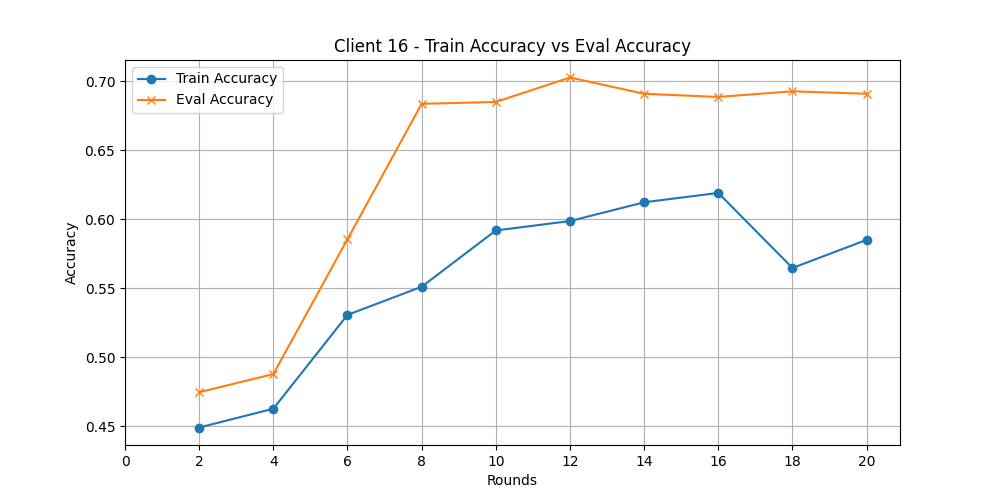 Client 16 - Train Accuracy vs Eval Accuracy
Train Accuracy
Eval Accuracy
0.70
0.65
0.60
0.55
0.50
0.45
Accuracy
0 2 4 6 8 10 12 14 16 18 20
Rounds